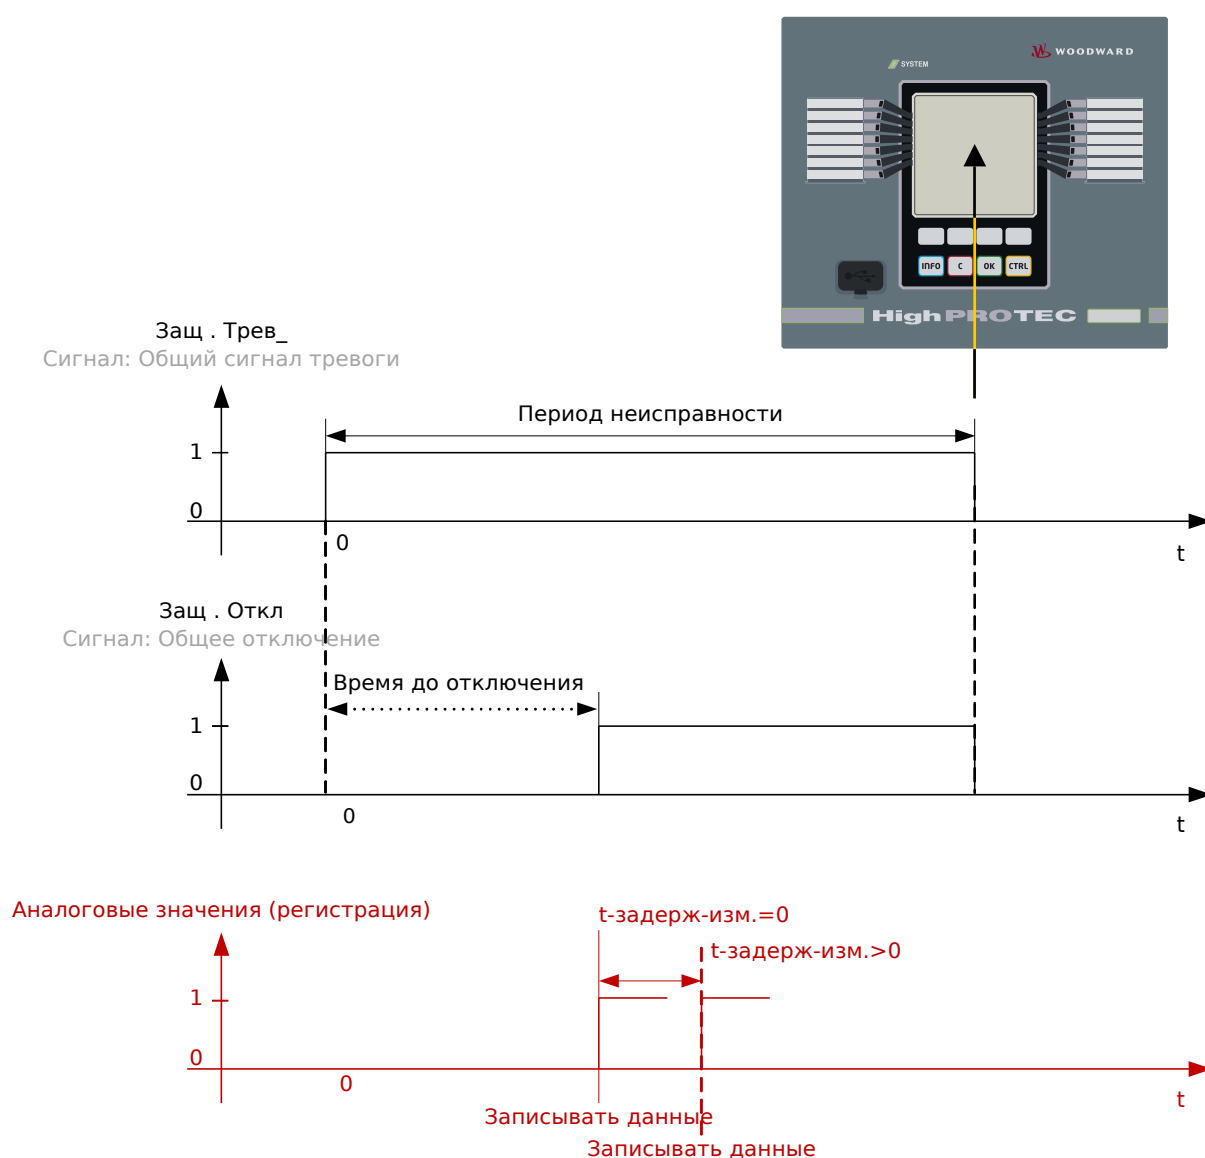 WOODWARD
SYSTEM
INFO C OK CTRL
HighPROTEC
Защ . Трев_
Сигнал: Общий сигнал тревоги
Период неисправности
1
0
0
t
Защ . Откл
Сигнал: Общее отключение
Время до отключения
1
0
0
t
Аналоговые значения (регистрация)
t-задерж-изм.=0
t-задерж-изм.>0
1
0
0
t
Записывать данные
Записывать данные